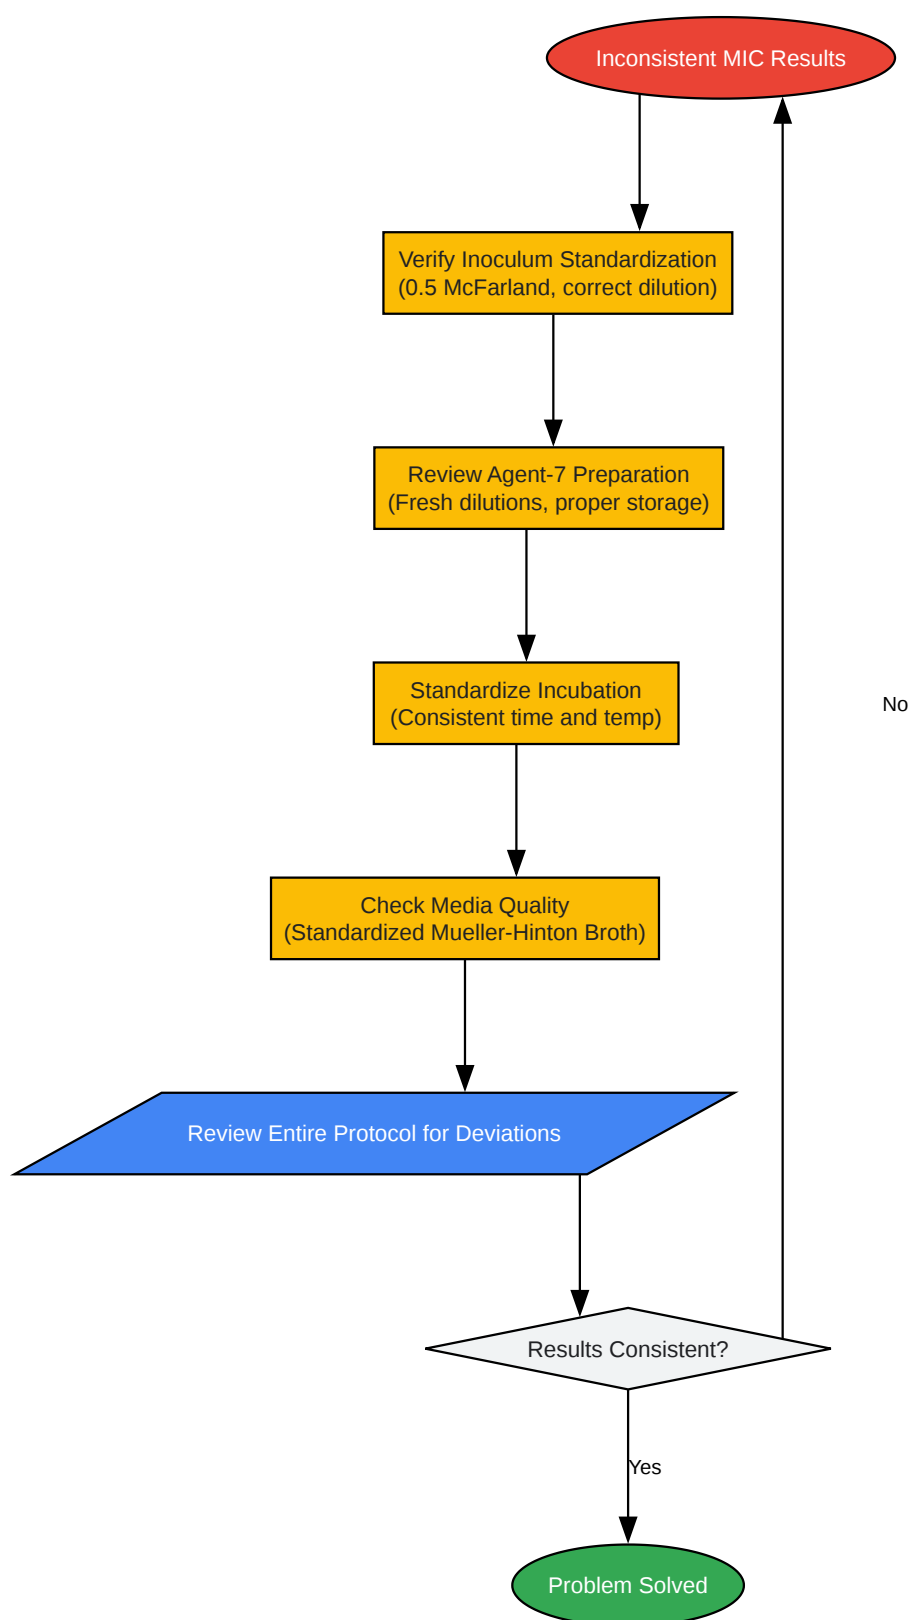 Inconsistent MIC Results
Verify Inoculum Standardization
(0.5 McFarland, correct dilution)
Review Agent-7 Preparation
(Fresh dilutions, proper storage)
Standardize Incubation
(Consistent time and temp)
No
Check Media Quality
(Standardized Mueller-Hinton Broth)
Review Entire Protocol for Deviations
Results Consistent?
Yes
Problem Solved